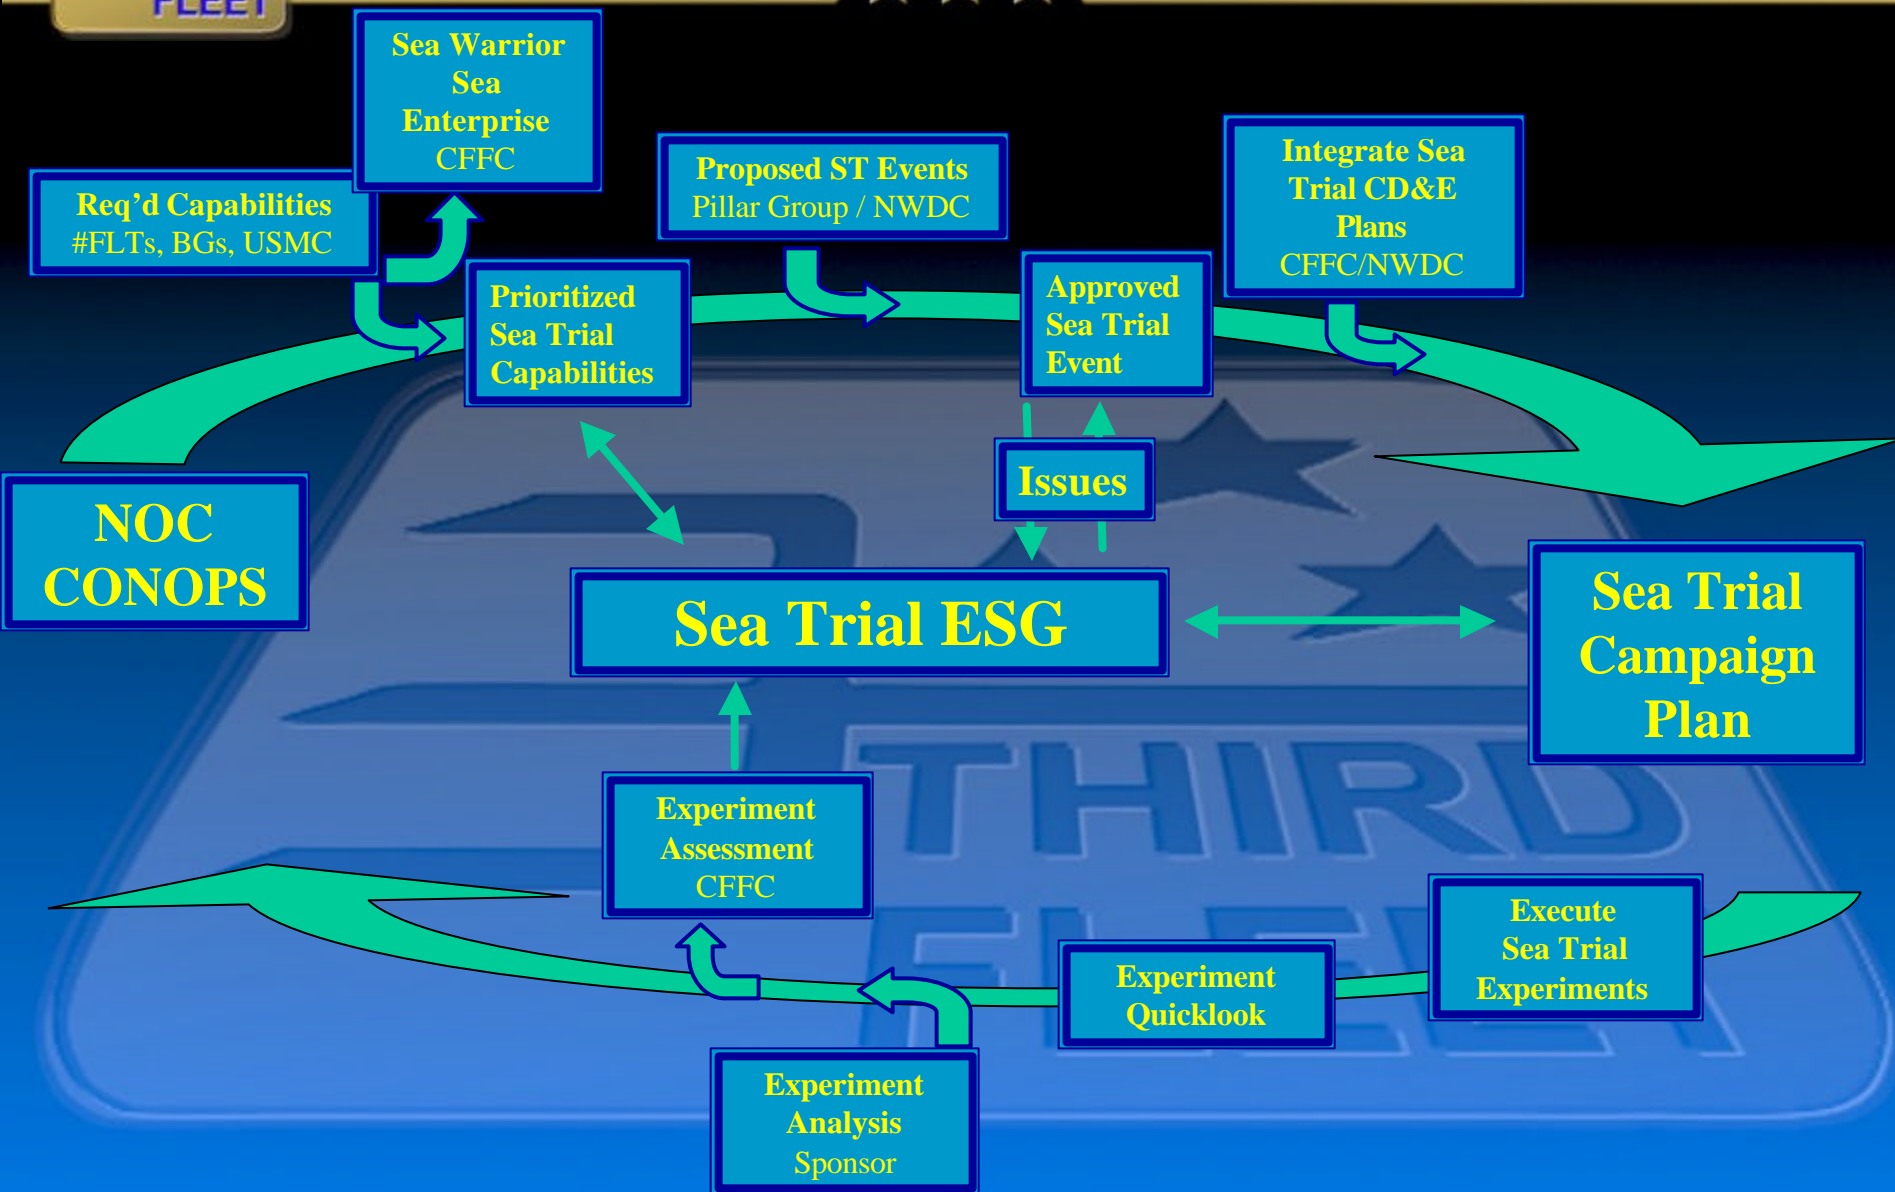 FLEET
Sea Warrior
Sea
Enterprise
CFFC
Req’d Capabilities
#FLTs, BGs, USMC
Proposed ST Events
Pillar Group / NWDC
Integrate Sea
Trial CD&E
Plans
CFFC/NWDC
Prioritized
Sea Trial
Capabilities
Approved
Sea Trial
Event
Issues
NOC
CONOPS
Sea Trial ESG
Sea Trial
Campaign
Plan
THIRD
FLEET
Experiment
Assessment
CFFC
Execute
Sea Trial
Experiments
Experiment
Quicklook
Experiment
Analysis
Sponsor